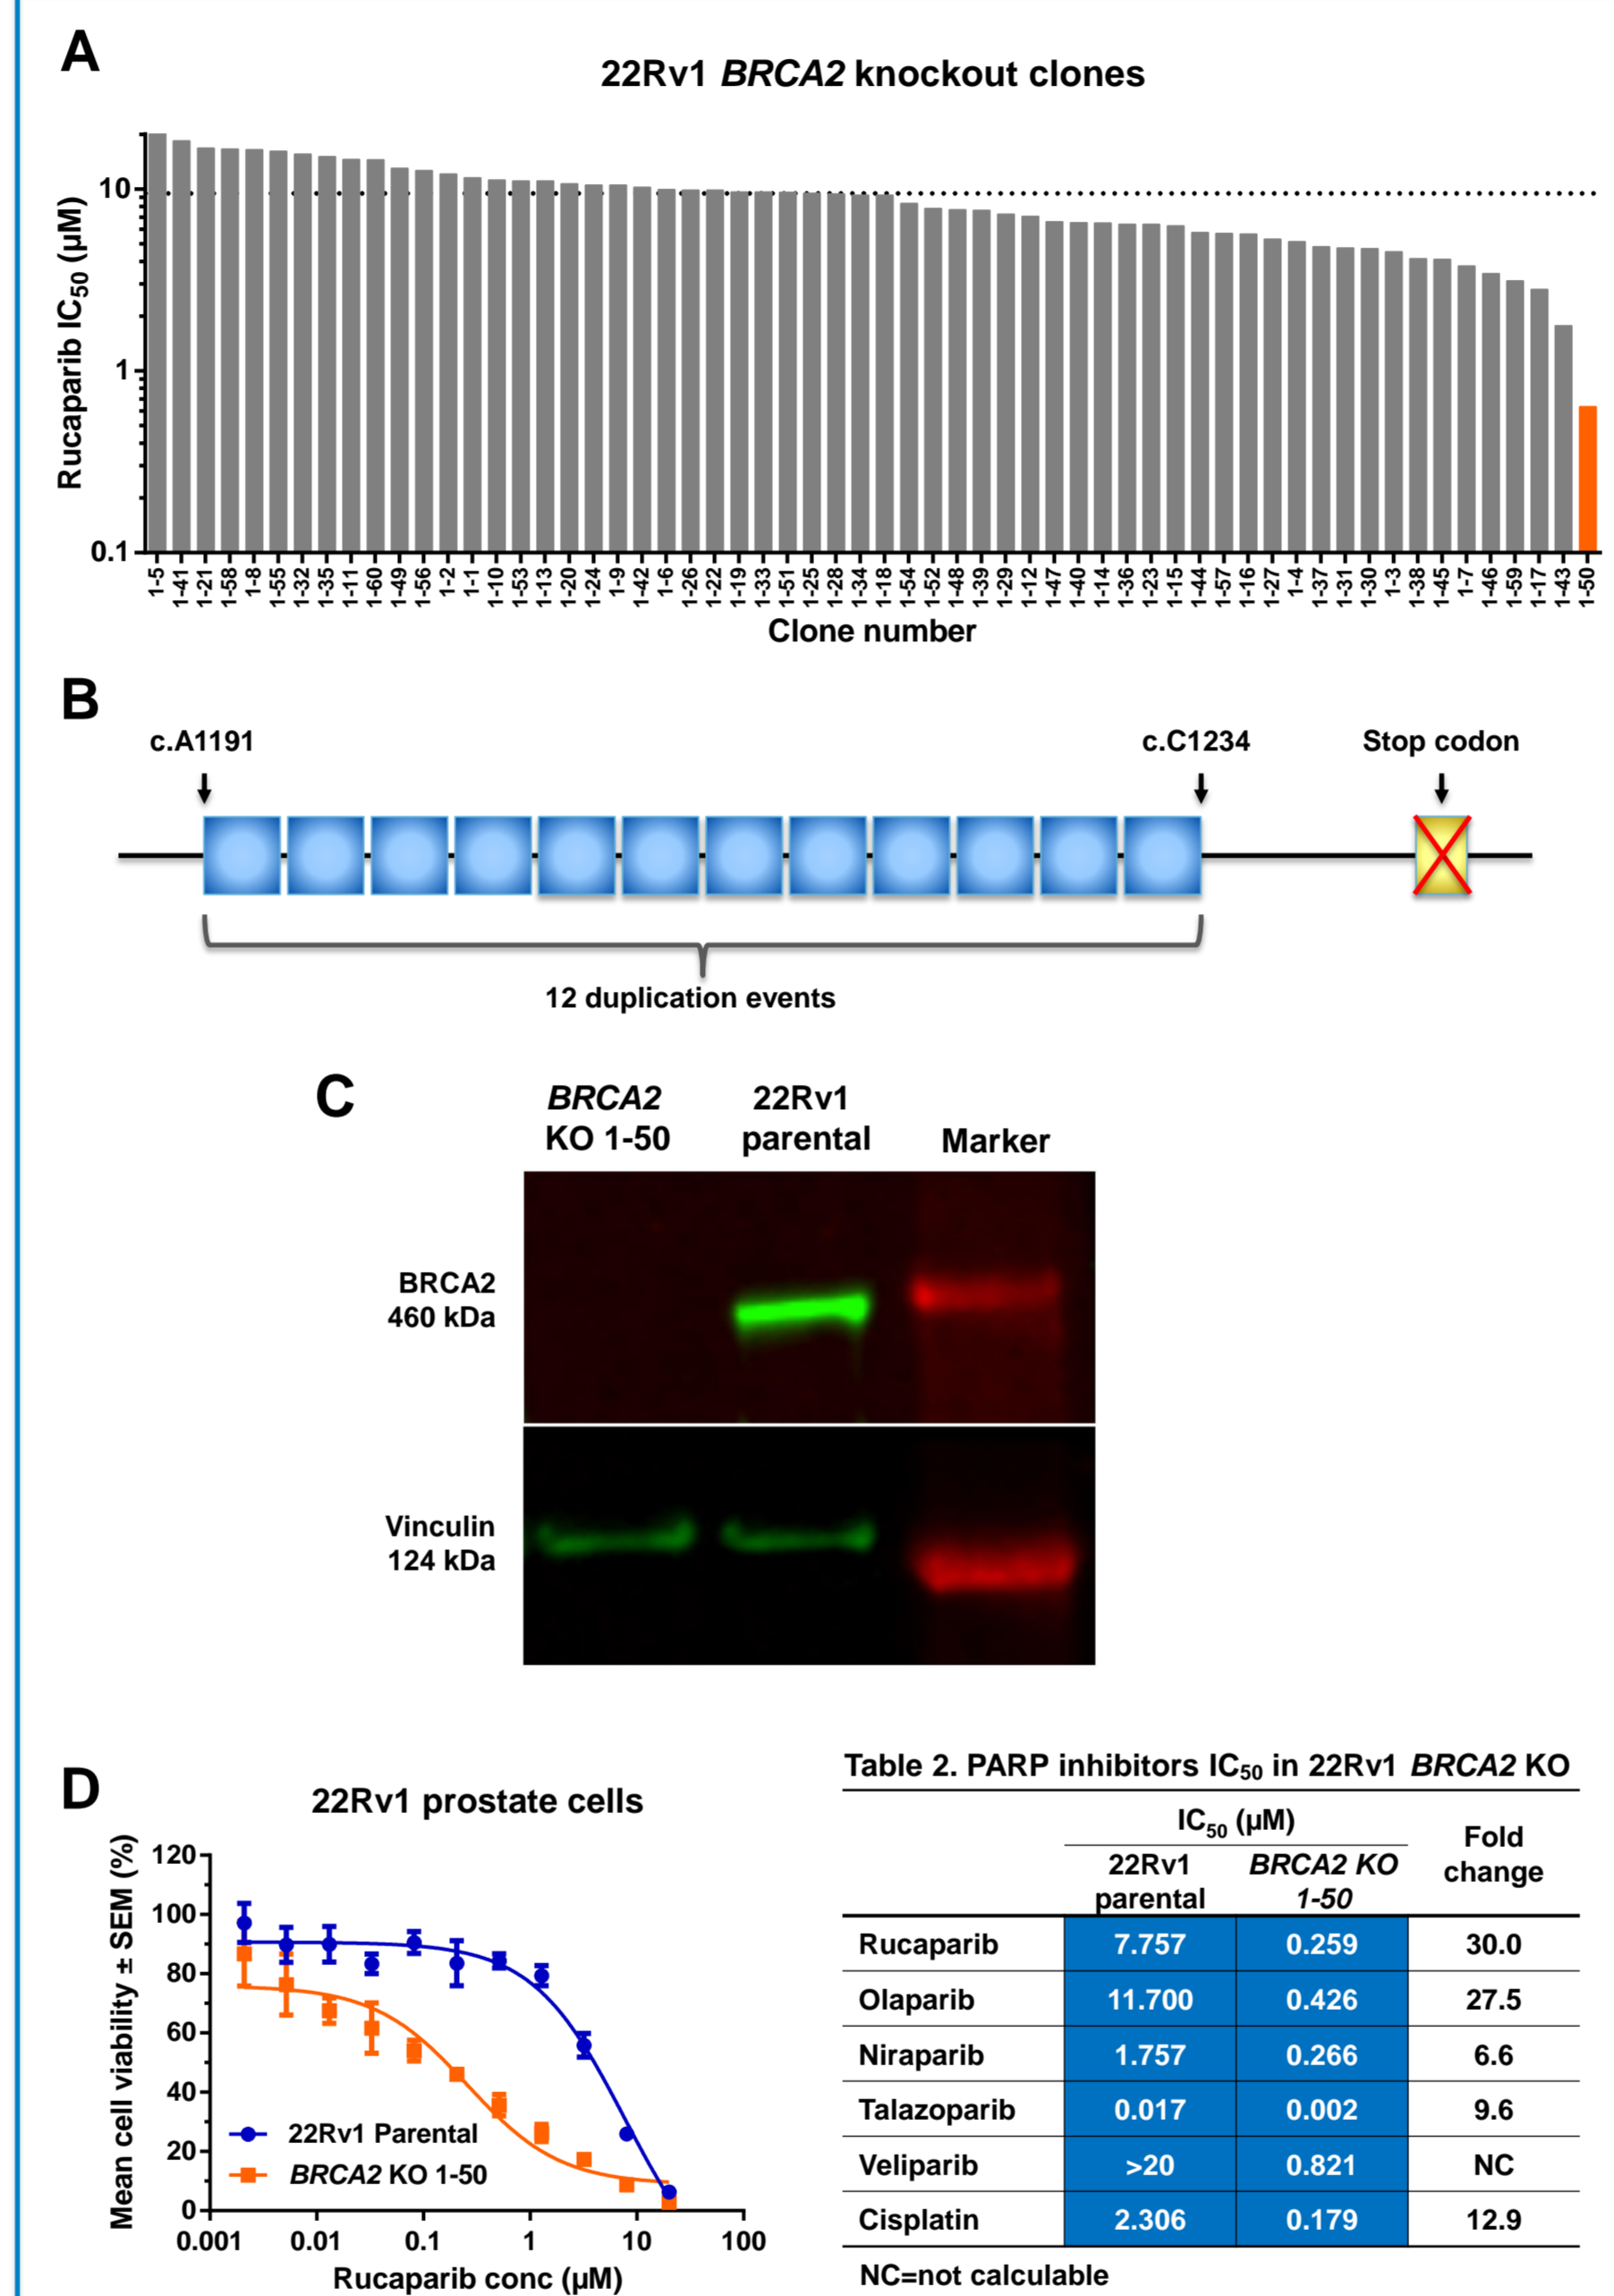 A
22Rv1 BRCA2 knockout clones
Rucaparib IC50 (µM)
10
1
0.1
1-5 1-41 1-21 1-58 1-8 1-55 1-32 1-35 1-11 1-60 1-49 1-56 1-2 1-1 1-10 1-53 1-13 1-20 1-24 1-9 1-42 1-6 1-26 1-22 1-19 1-33 1-51 1-25 1-28 1-34 1-18 1-54 1-52 1-48 1-39 1-29 1-12 1-47 1-40 1-14 1-36 1-23 1-15 1-44 1-57 1-16 1-27 1-4 1-37 1-31 1-30 1-3 1-38 1-45 1-7 1-46 1-59 1-17 1-43 1-50
Clone number
B
c.A1191 c.C1234 Stop codon
12 duplication events
C
BRCA2 22Rv1
KO 1-50 parental Marker
BRCA2
460 kDa
Vinculin
124 kDa
D
22Rv1 prostate cells
Mean cell viability ± SEM (%)
120
100
80
60
40
20
0
22Rv1 Parental
BRCA2 KO 1-50
0.001 0.01 0.1 1 10 100
Rucaparib conc (µM)
Table 2. PARP inhibitors IC50 in 22Rv1 BRCA2 KO
IC50 (µM) Fold
22Rv1 BRCA2 KO change
parental 1-50
Rucaparib 7.757 0.259 30.0
Olaparib 11.700 0.426 27.5
Niraparib 1.757 0.266 6.6
Talazoparib 0.017 0.002 9.6
Veliparib >20 0.821 NC
Cisplatin 2.306 0.179 12.9
NC=not calculable